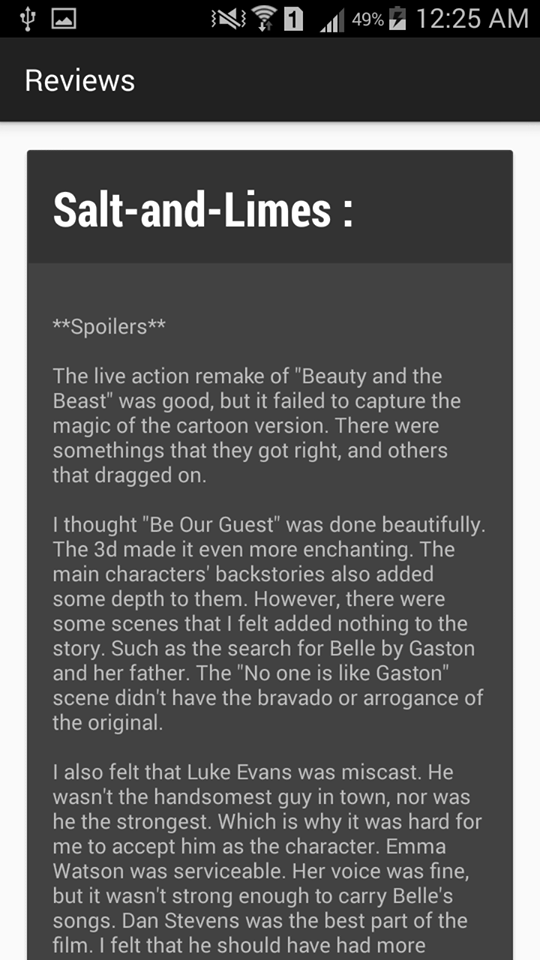 1 49% 12:25 AM
Reviews
Salt-and-Limes :
**Spoilers**
The live action remake of "Beauty and the
Beast" was good, but it failed to capture the
magic of the cartoon version. There were
somethings that they got right, and others
that dragged on.
I thought "Be Our Guest" was done beautifully.
The 3d made it even more enchanting. The
main characters' backstories also added
some depth to them. However, there were
some scenes that I felt added nothing to the
story. Such as the search for Belle by Gaston
and her father. The "No one is like Gaston"
scene didn't have the bravado or arrogance of
the original.
I also felt that Luke Evans was miscast. He
wasn't the handsomest guy in town, nor was
he the strongest. Which is why it was hard for
me to accept him as the character. Emma
Watson was serviceable. Her voice was fine,
but it wasn't strong enough to carry Belle's
songs. Dan Stevens was the best part of the
film. I felt that he should have had more